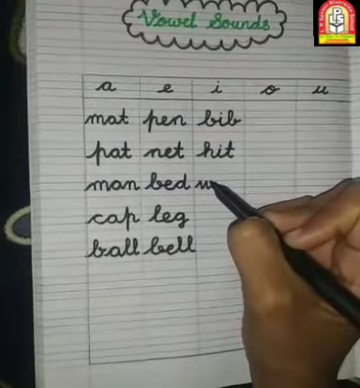 Vowel Sounds
a e i o u
mat pen bib
pat net hit
man bed
cap leg
ball bell